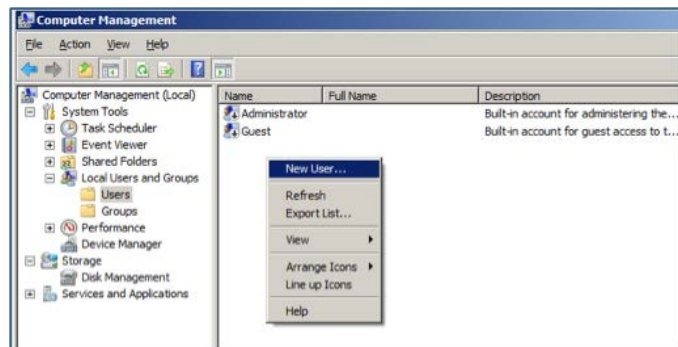 Computer Management
File Action View Help
Computer Management (Local)
System Tools
Task Scheduler
Event Viewer
Shared Folders
Local Users and Groups
Users
Groups
Performance
Device Manager
Storage
Disk Management
Services and Applications
Name Full Name Description
Administrator Built-in account for administering the...
Guest Built-in account for guest access to t...
New User...
Refresh
Export List...
View
Arrange Icons
Line up Icons
Help